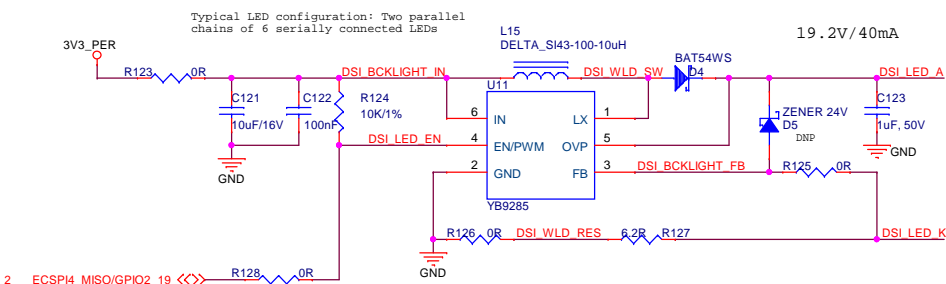 Typical LED configuration: Two parallel
chains of 6 serially connected LEDs
L15
DELTA_SI43-100-10uH
19.2V/40mA
3V3_PER
R123
0R
DSI_BCKLIGHT_IN
DSI_WLD_SW
BAT54WS
D4
DSI_LED_A
U11
C121
10uF/16V
C122
100nF
R124
10K/1%
6
IN
LX
1
ZENER 24V
D5
DNP
C123
1uF, 50V
DSI_LED_EN
4
EN/PWM
OVP
5
GND
GND
2
GND
FB
3
DSI_BCKLIGHT_FB
R125
0R
YB9285
R126
0R
DSI_WLD_RES
6.2R
R127
DSI_LED_K
GND
2
ECSPI4_MISO/GPIO2_19
R128
0R